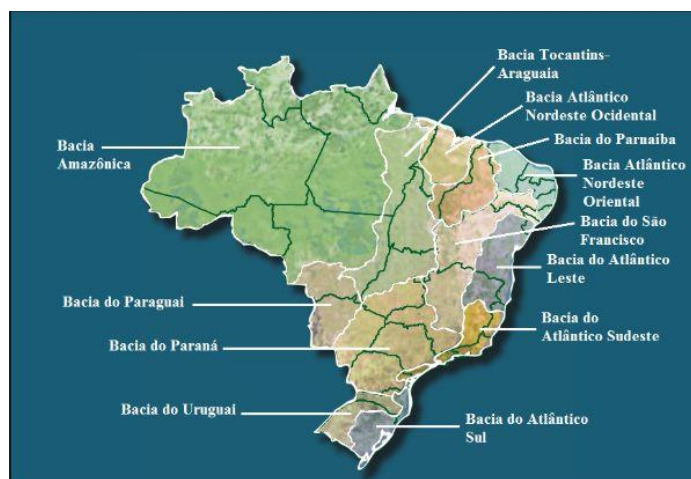 Bacia Tocantins-
Araguaia
Bacia Atlântico
Nordeste Ocidental
Bacia do Parnaíba
Bacia Atlântico
Nordeste
Oriental
Bacia do São
Francisco
Bacia do Atlântico
Leste
Bacia do
Atlântico Sudeste
Bacia do Atlântico
Sul
Bacia
Amazônica
Bacia do Paraguai
Bacia do Paraná
Bacia do Uruguai